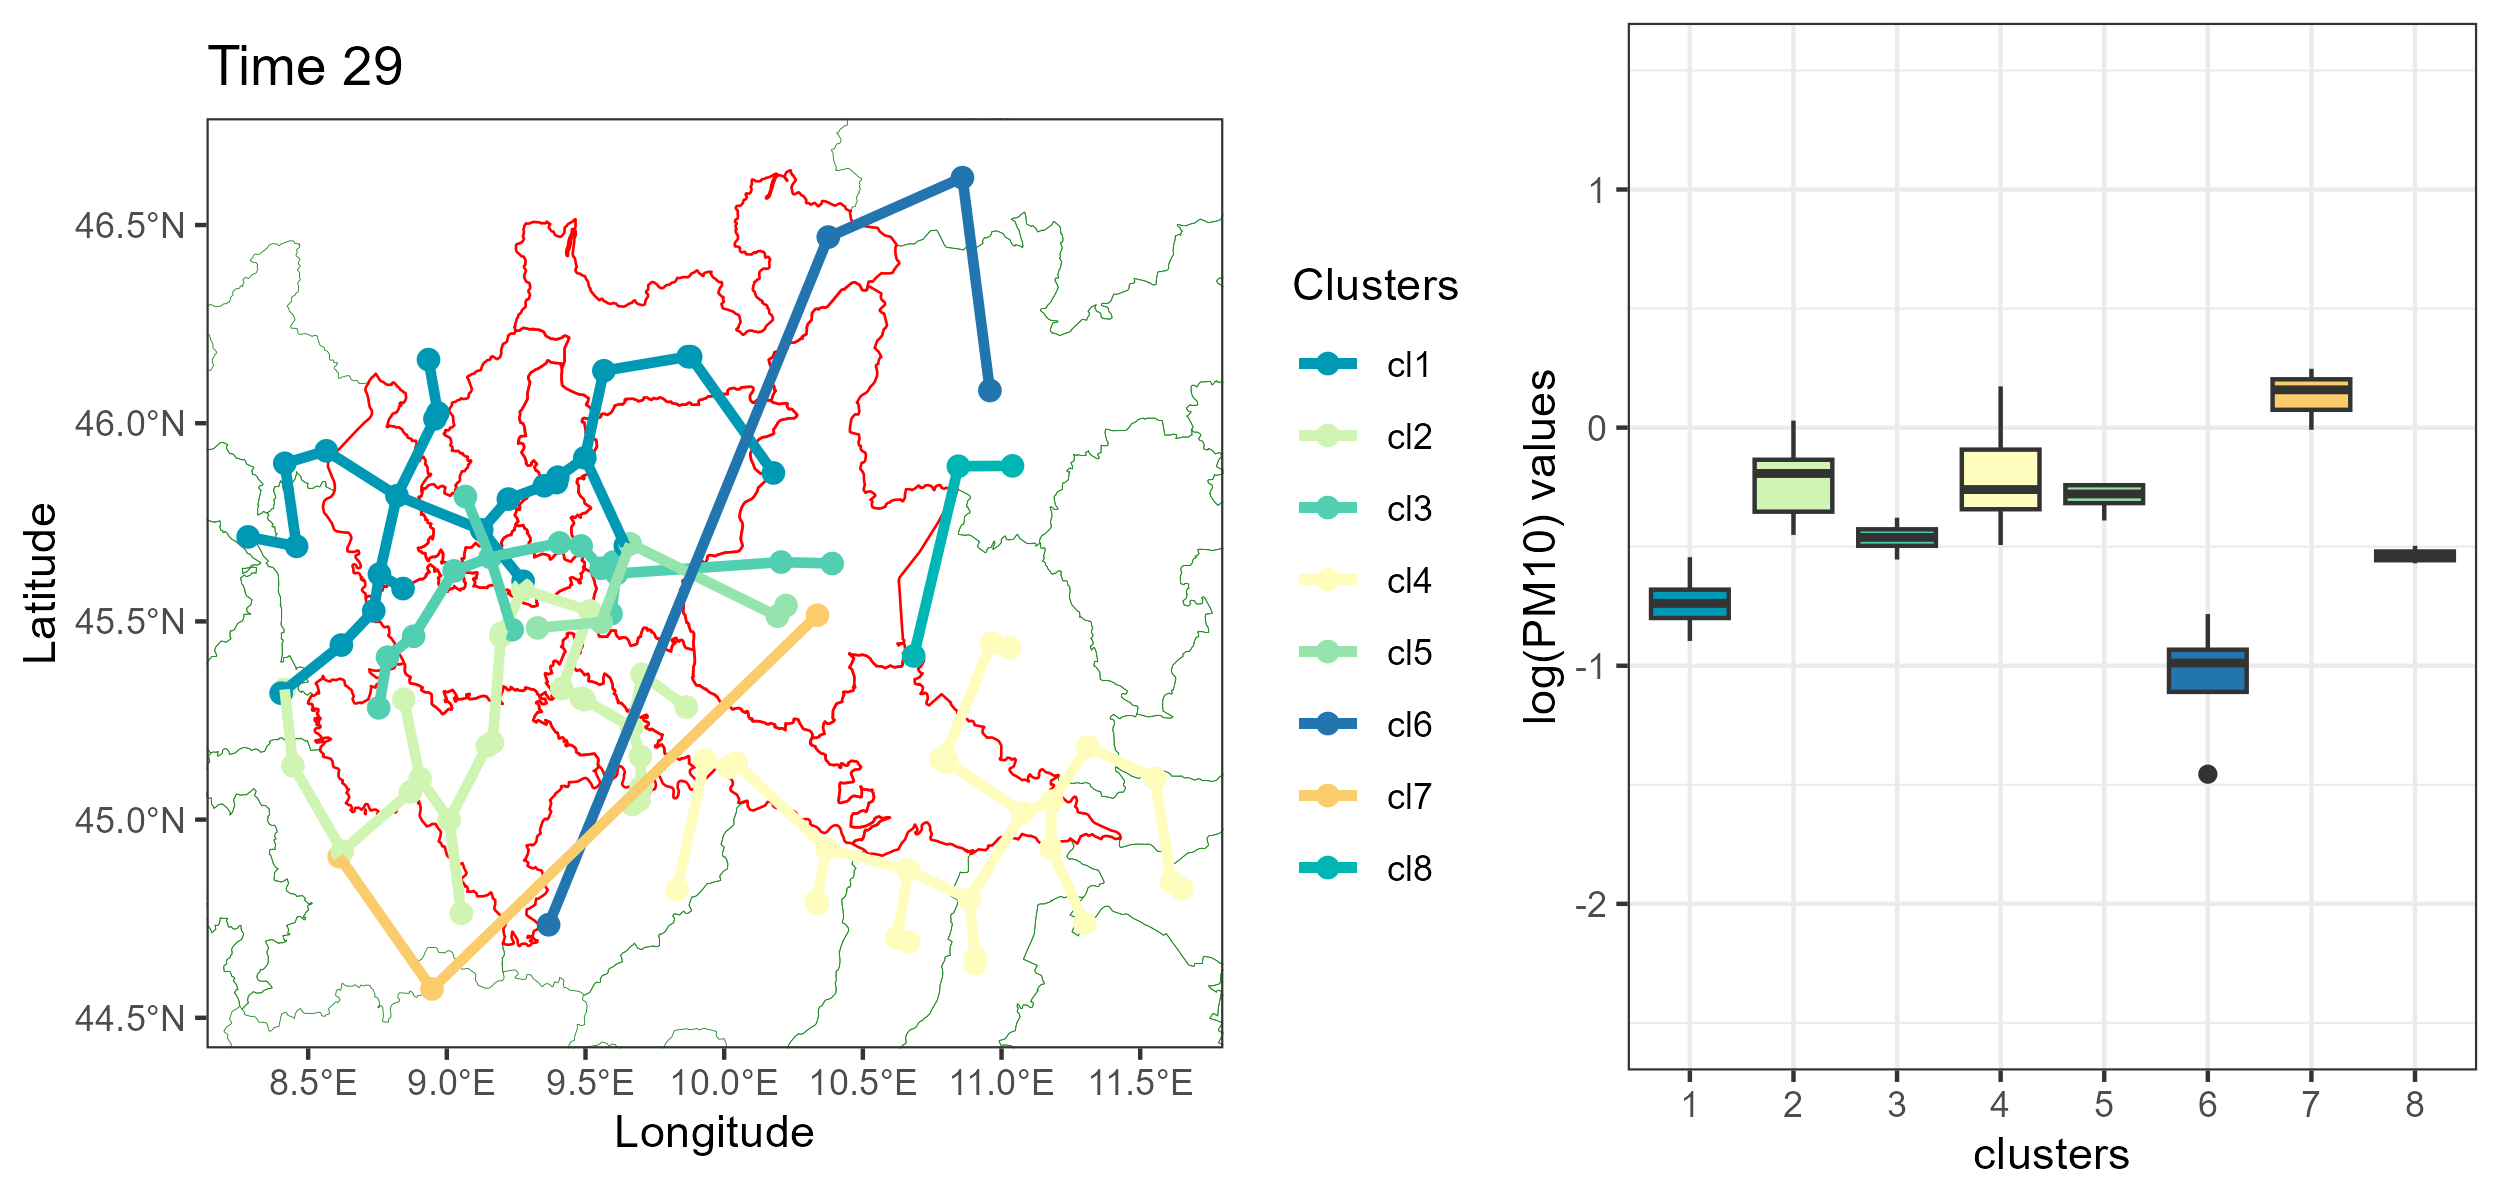 Time 29
46.5°N
46.0°N
45.5°N
45.0°N
44.5°N
Latitude
8.5°E 9.0°E 9.5°E 10.0°E 10.5°E 11.0°E 11.5°E
Longitude
Clusters
cl1
cl2
cl3
cl4
cl5
cl6
cl7
cl8
1
0
-1
-2
log(PM10) values
1 2 3 4 5 6 7 8
clusters